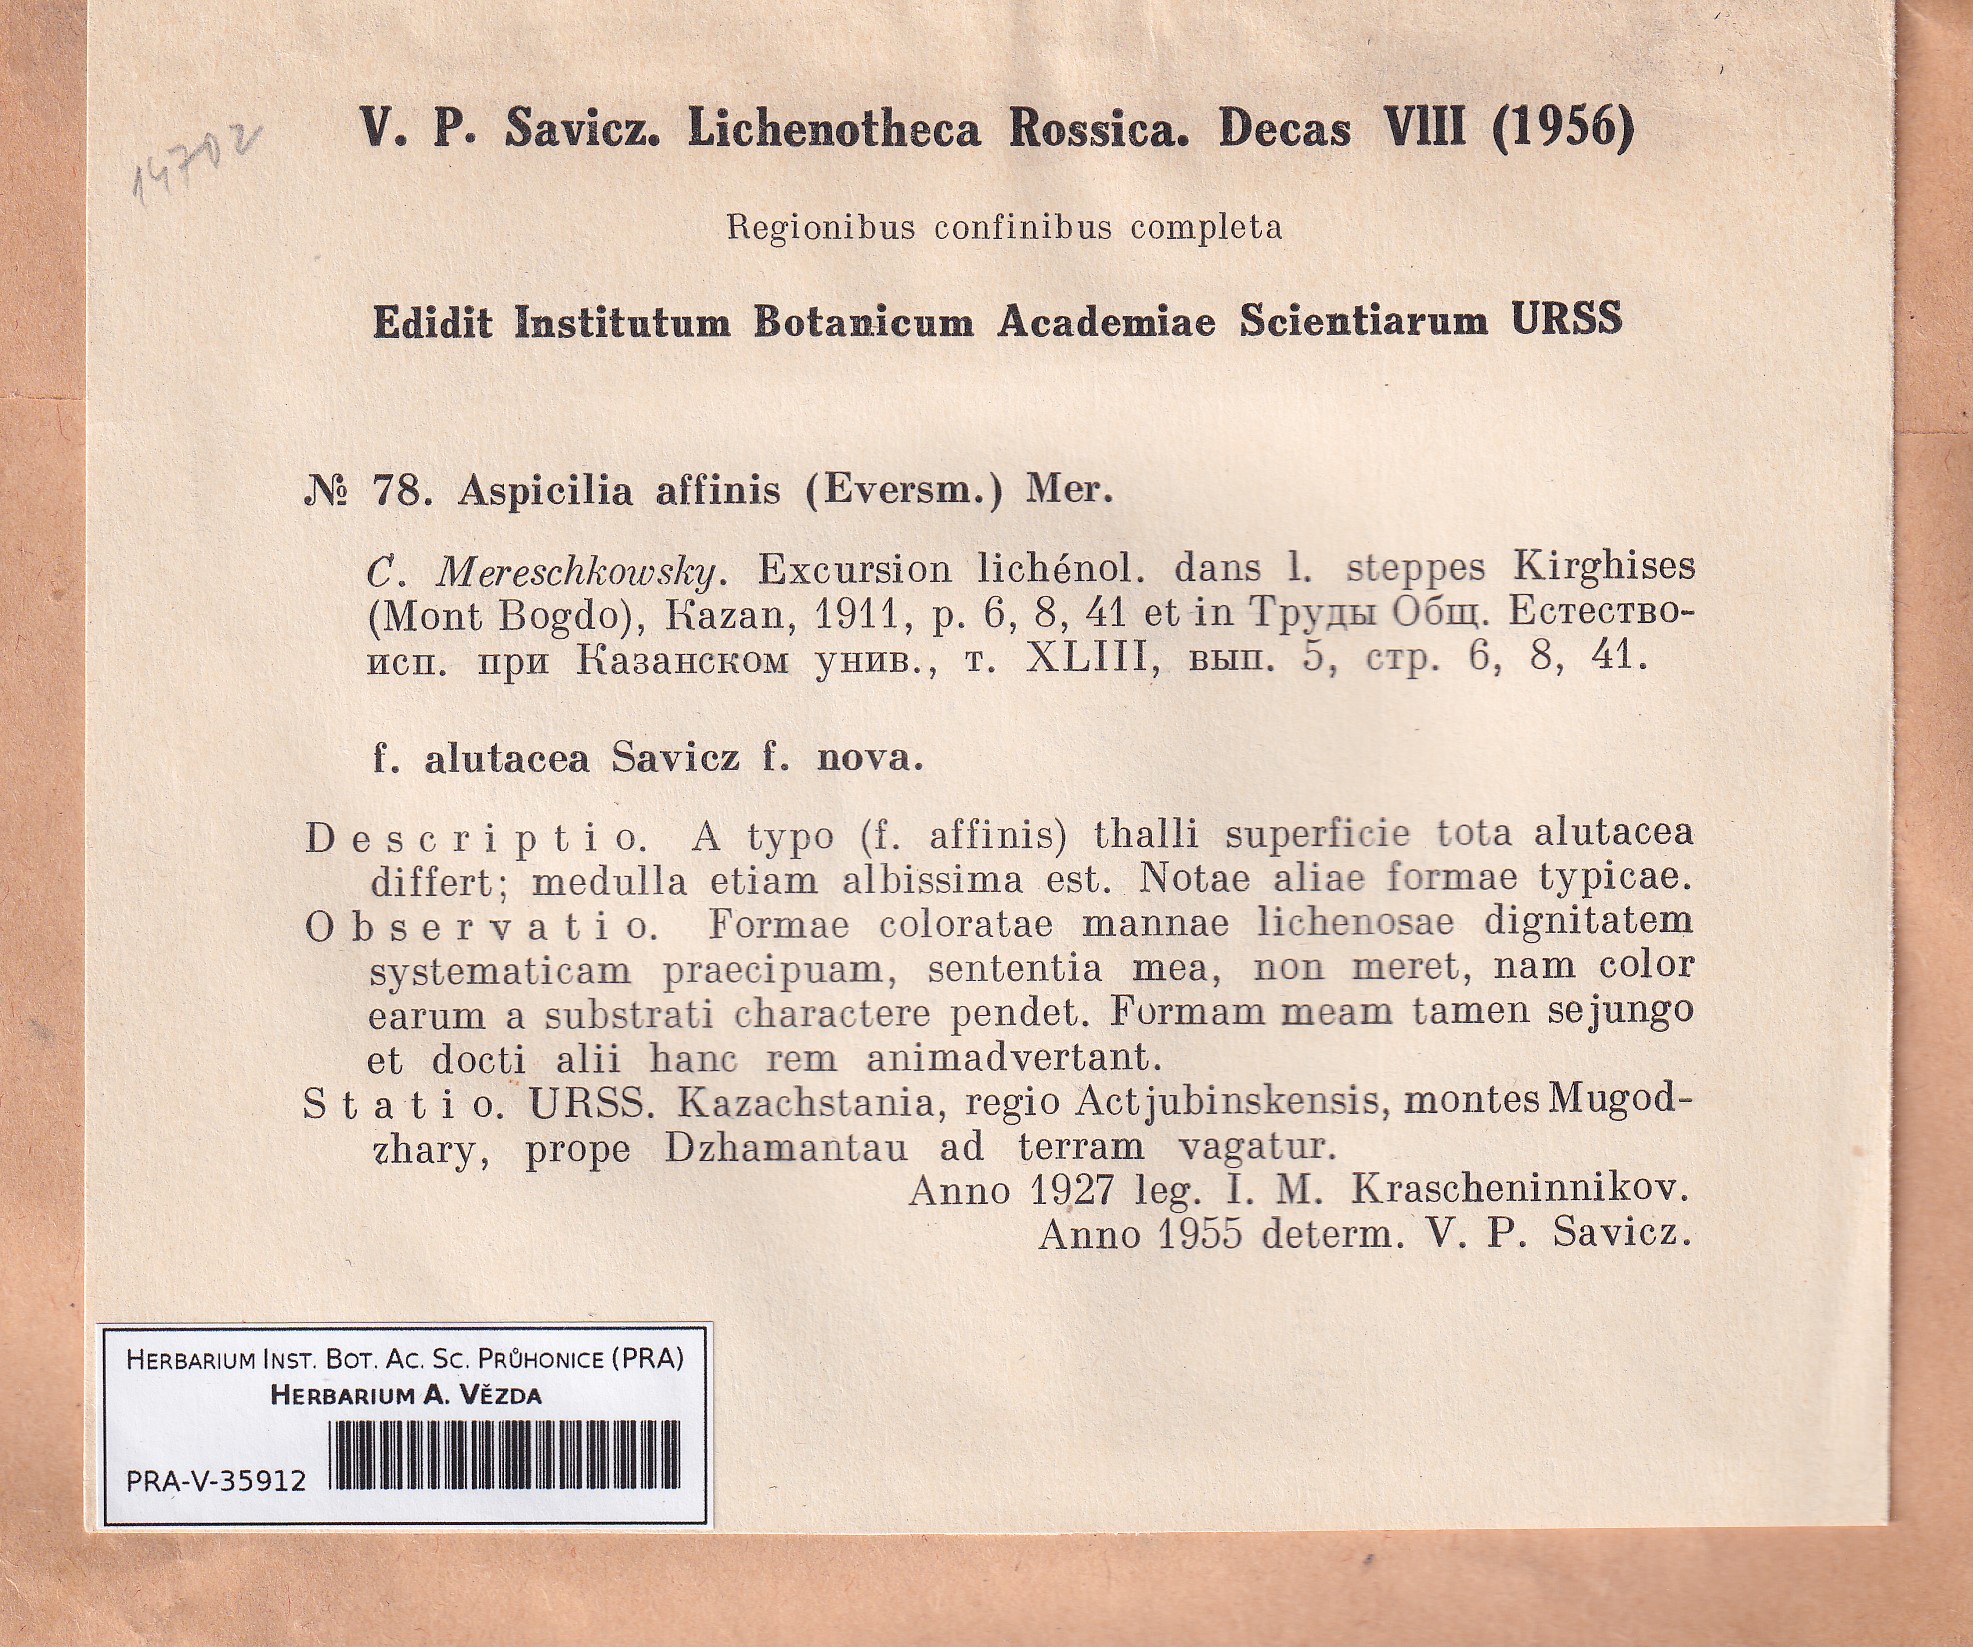 V. P. Savicz. Lichenotheca Rossica. Decas VIII (1956)
14702
Regionibus confinibus completa
Edidit Institutum Botanicum Academiae Scientiarum URSS
№ 78. Aspicilia affinis (Eversm.) Mer.
C. Mereschkowsky. Excursion lichénol. dans l. steppes Kirghises
(Mont Bogdo), Kazan, 1911, p. 6, 8, 41 et in Труды Общ. Естество-
исп. при Казанском унив., т. XLIII, вып. 5, стр. 6, 8, 41.
f. alutacea Savicz f. nova.
Descriptio. A typo (f. affinis) thalli superficie tota alutacea
differt; medulla etiam albissima est. Notae aliae formae typicae.
Observatio. Formae coloratae mannae lichenosae dignitatem
systematicam praecipuam, sententia mea, non meret, nam color
earum a substrati charactere pendet. Formam meam tamen sejungo
et docti alii hanc rem animadvertant.
Statio. URSS. Kazachstania, regio Actjubinskensis, montes Mugod-
zhary, prope Dzhamantau ad terram vagatur.
Anno 1927 leg. I. M. Krascheninnikov.
Anno 1955 determ. V. P. Savicz.
HERBARIUM INST. BOT. AC. SC. PRŮHONICE (PRA)
HERBARIUM A. VĚZDA
PRA-V-35912